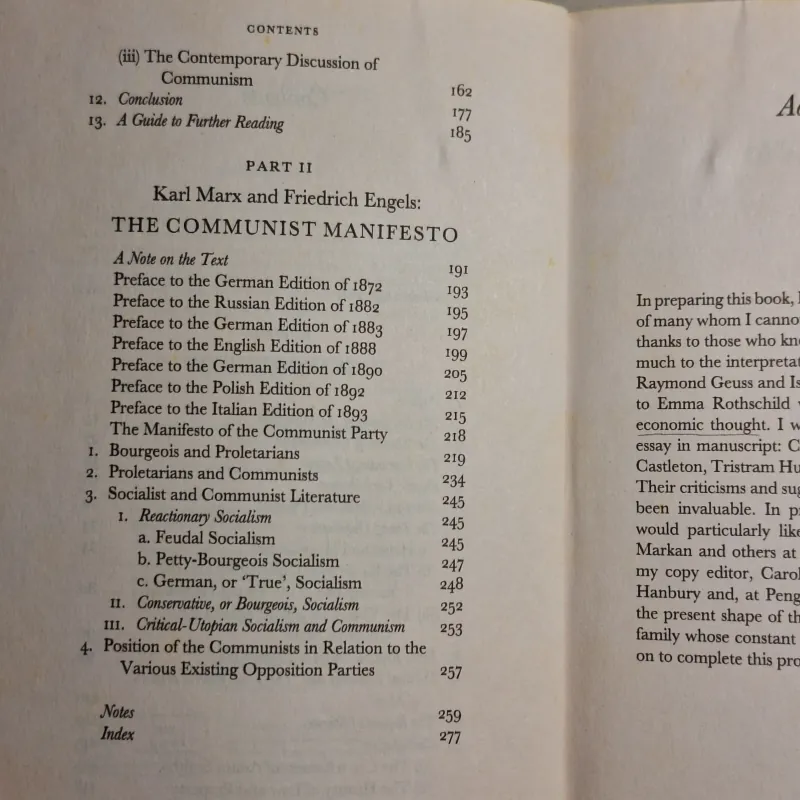 CONTENTS
(iii) The Contemporary Discussion of
Communism 162
12. Conclusion 177
13. A Guide to Further Reading 185
PART II
Karl Marx and Friedrich Engels:
THE COMMUNIST MANIFESTO
A Note on the Text 191
Preface to the German Edition of 1872 193
Preface to the Russian Edition of 1882 195
Preface to the German Edition of 1883 197
Preface to the English Edition of 1888 199
Preface to the German Edition of 1890 205
Preface to the Polish Edition of 1892 212
Preface to the Italian Edition of 1893 215
The Manifesto of the Communist Party 218
1. Bourgeois and Proletarians 219
2. Proletarians and Communists 234
3. Socialist and Communist Literature 245
I. Reactionary Socialism 245
a. Feudal Socialism 245
b. Petty-Bourgeois Socialism 247
c. German, or ‘True’, Socialism 248
II. Conservative, or Bourgeois, Socialism 252
III. Critical-Utopian Socialism and Communism 253
4. Position of the Communists in Relation to the
Various Existing Opposition Parties 257
Notes 259
Index 277
In preparing this book,
of many whom I
thanks to those who
much to the
Raymond Geuss and
to Emma Rothschild
economic thought. I
essay in manuscript:
Castleton, Tristram
Their criticisms and
been invaluable. In
would particularly
Markan and others at
my copy editor,
Hanbury and, at
the present shape of
family whose constant
on to complete this